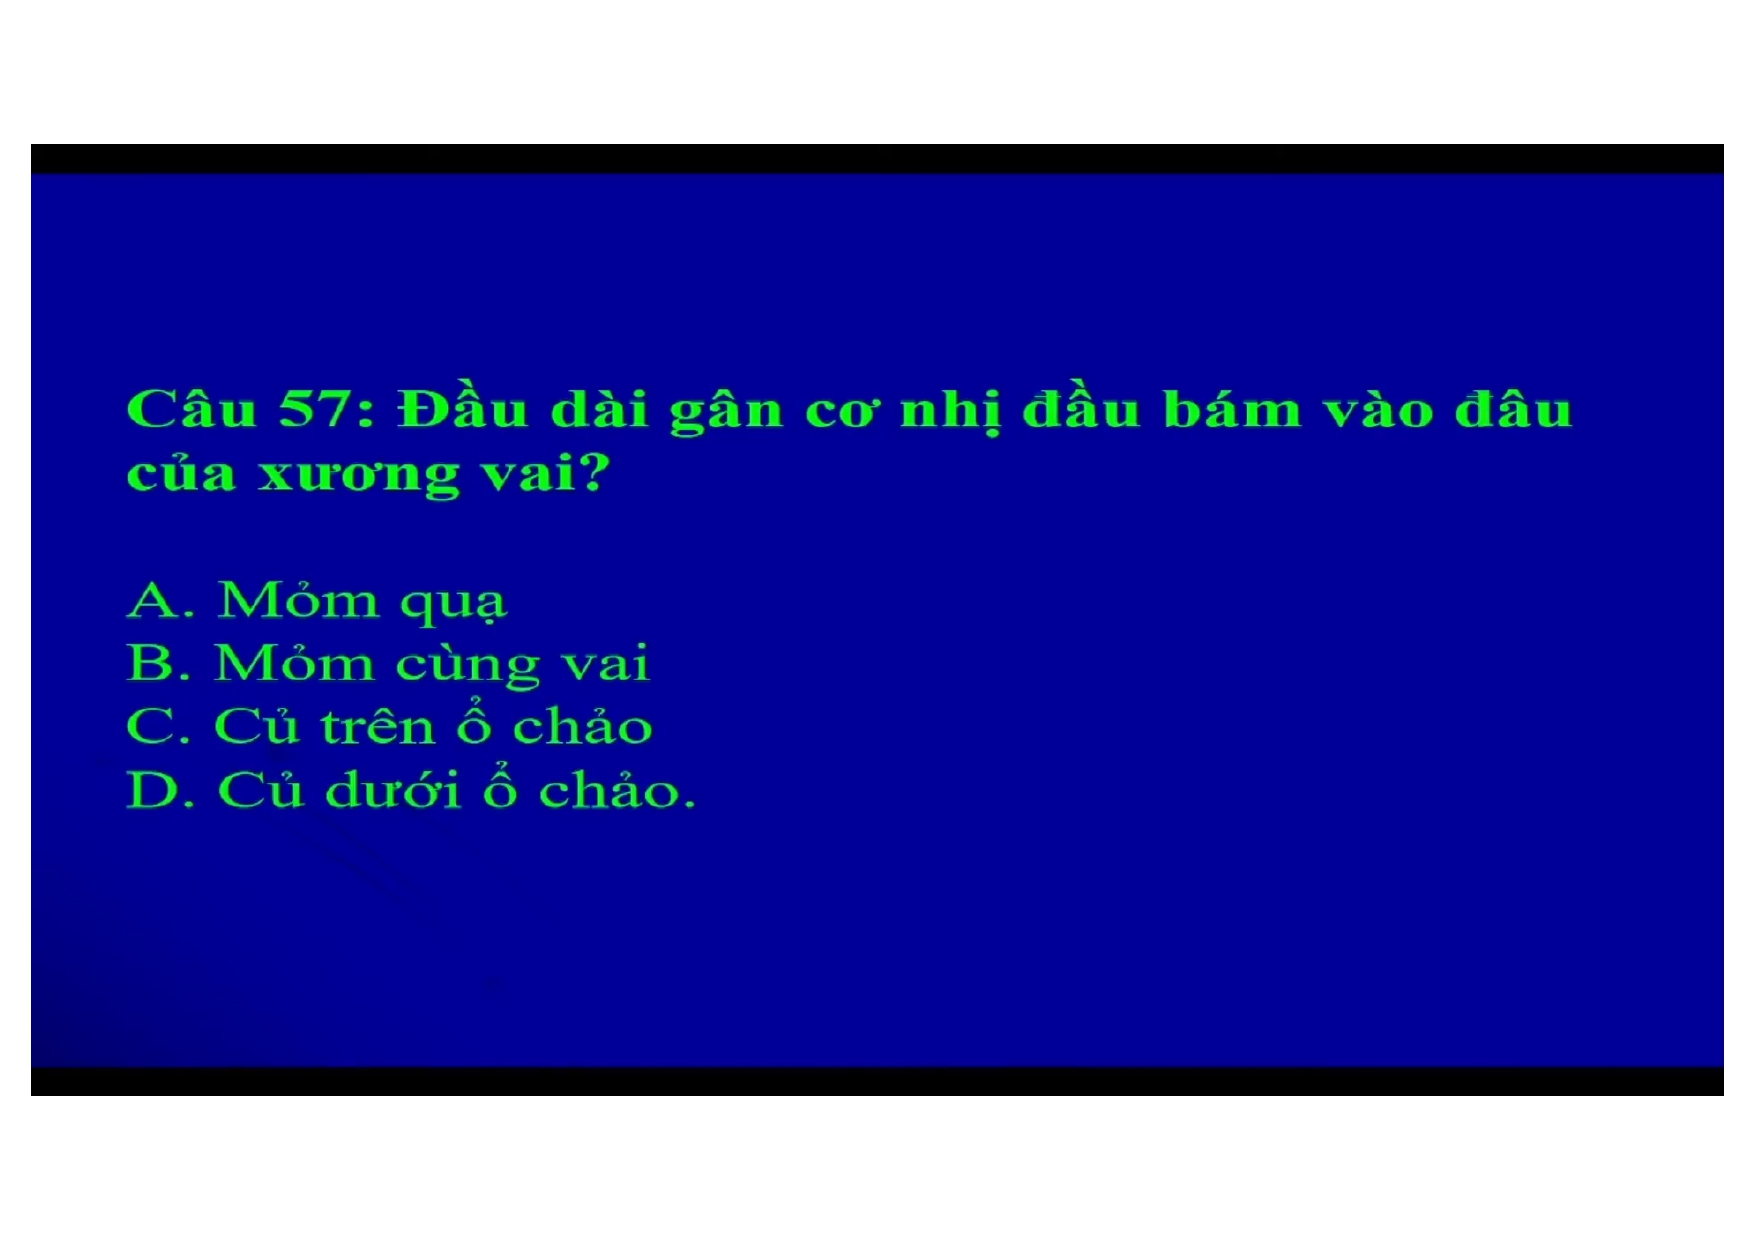 Câu 57: Đầu dài gân cơ nhị đầu bám vào đâu
của xương vai?
A. Mỏm quạ
B. Mỏm cùng vai
C. Củ trên ổ chảo
D. Củ dưới ổ chảo.